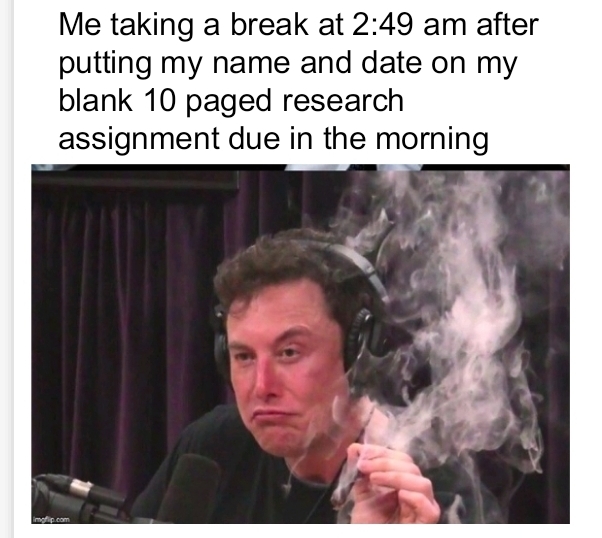 Me taking a break at 2:49 am after
putting my name and date on my
blank 10 paged research
assignment due in the morning
imgflip.com